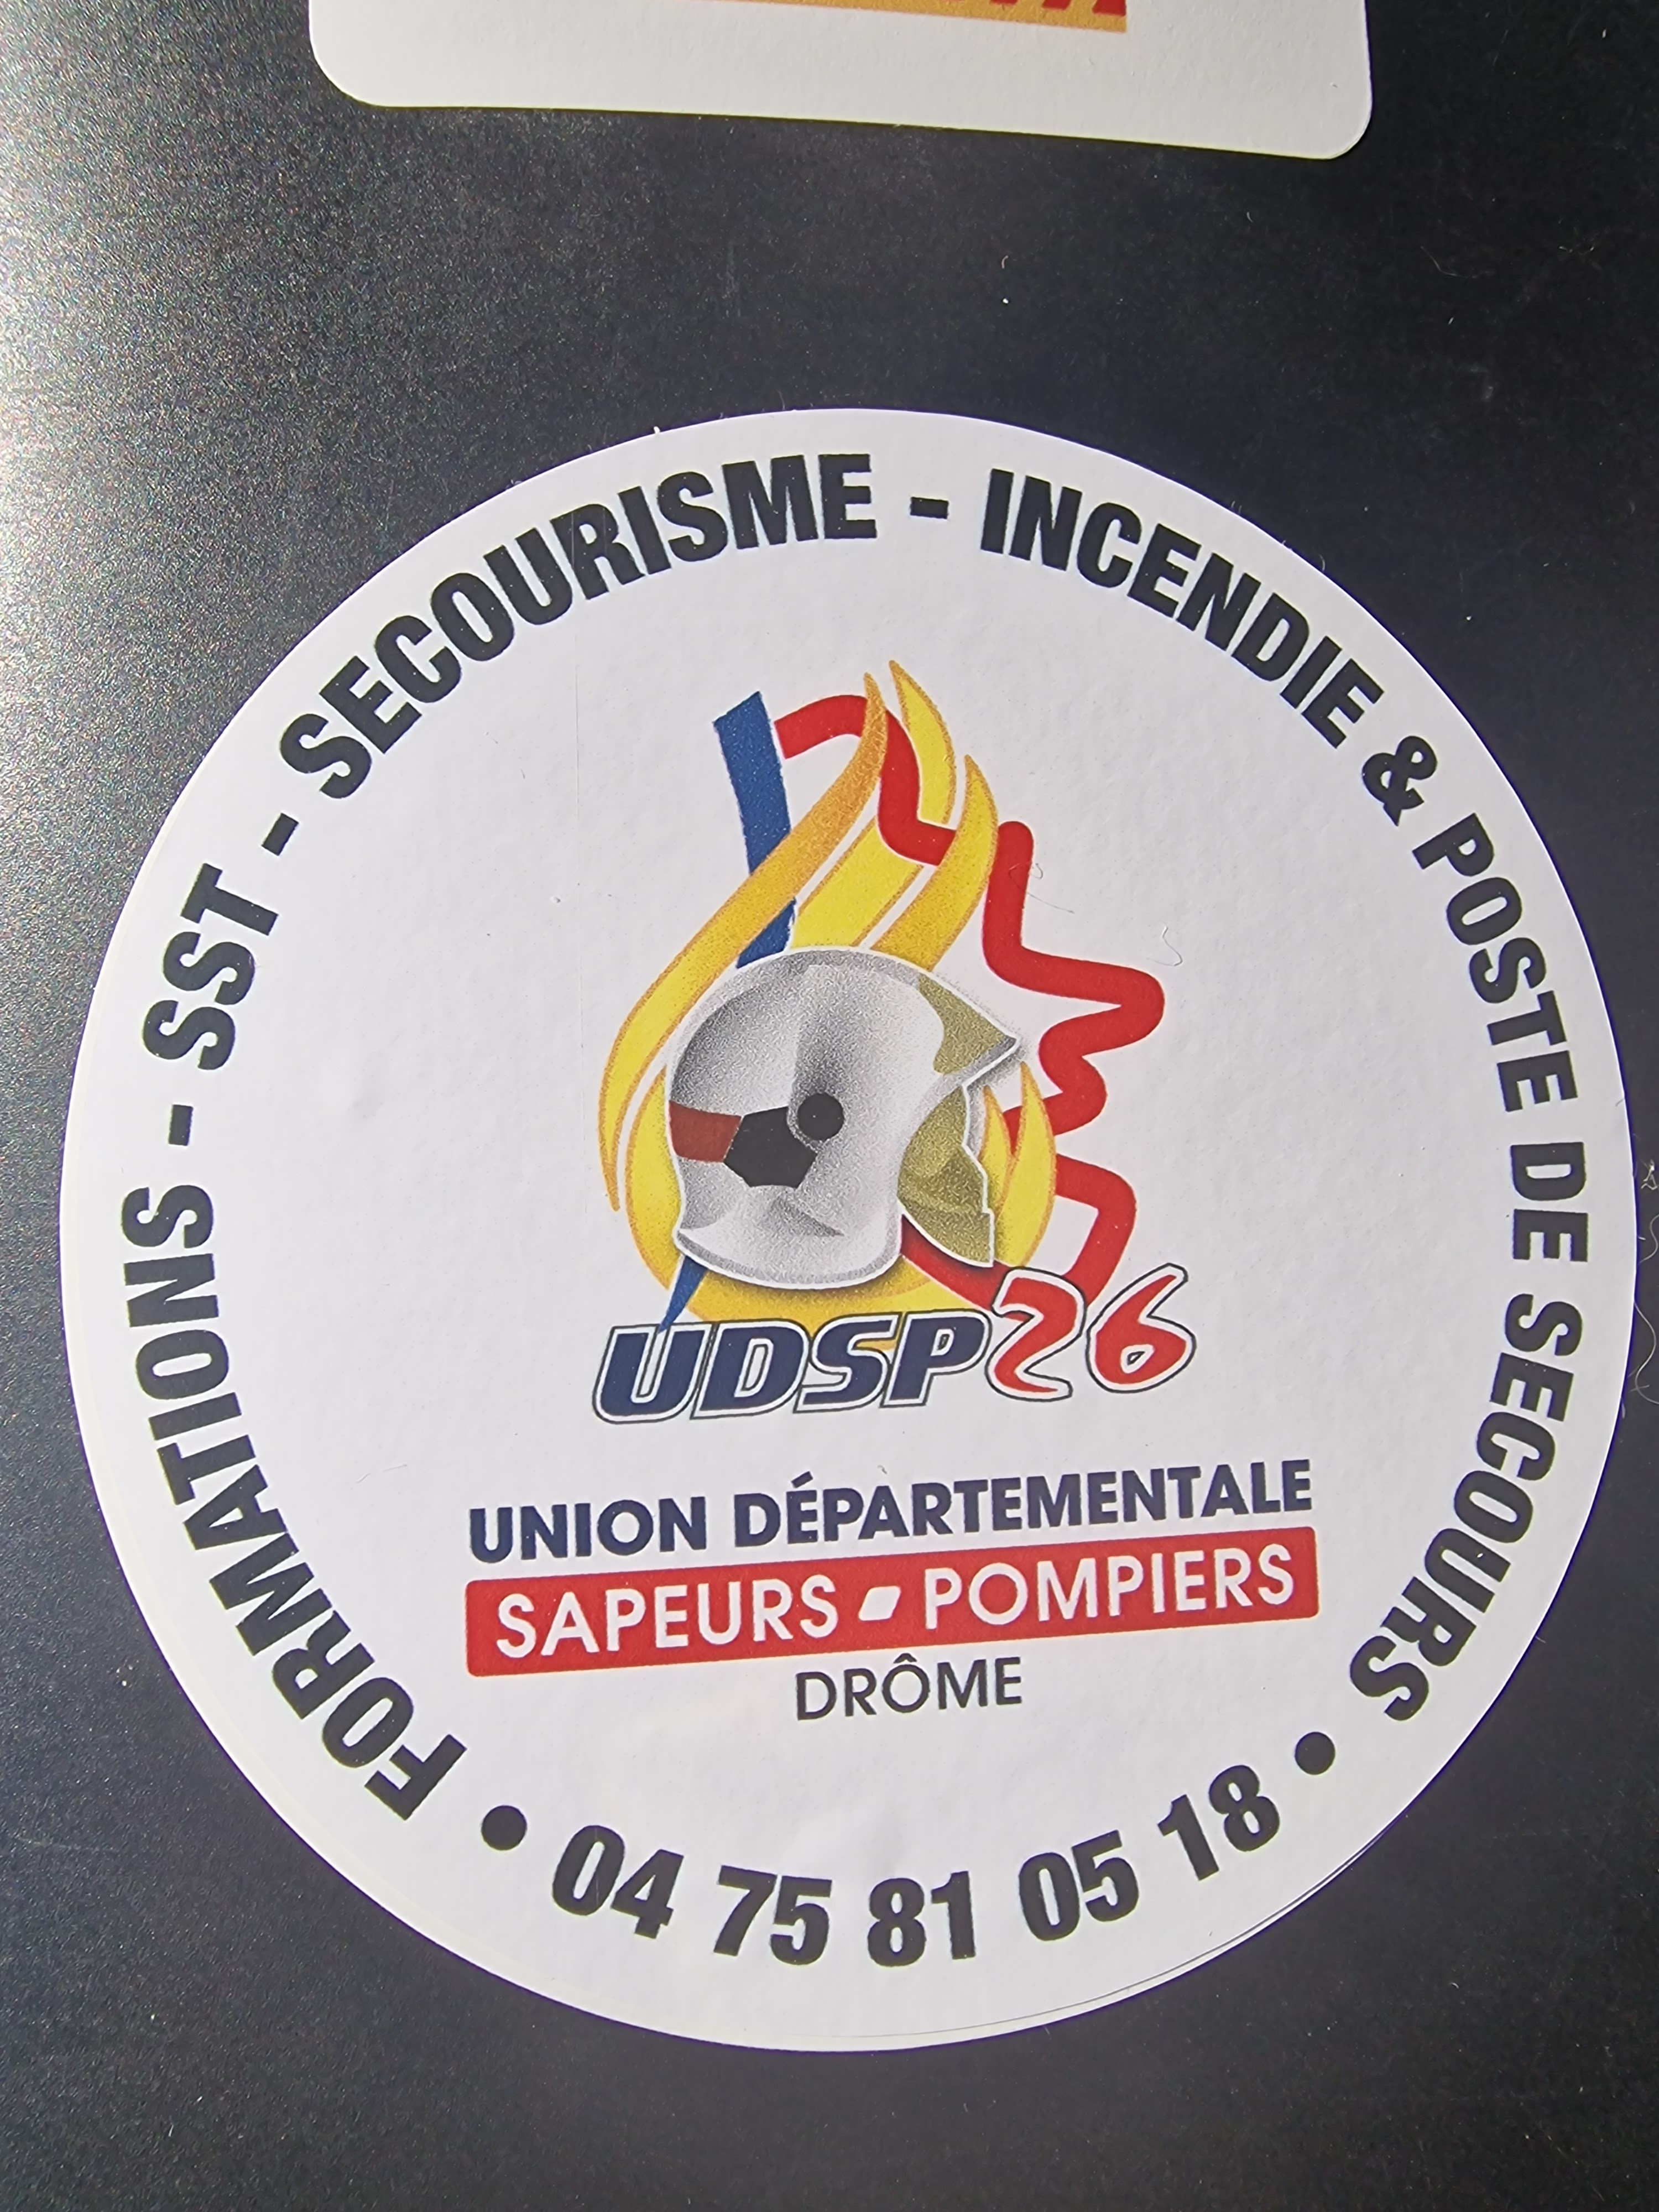 FORMATIONS - SST - SECOURISME - INCENDIE & POSTE DE SECOURS
UDSP26
UNION DÉPARTEMENTALE
SAPEURS-POMPIERS
DRÔME
• 04 75 81 05 18 •